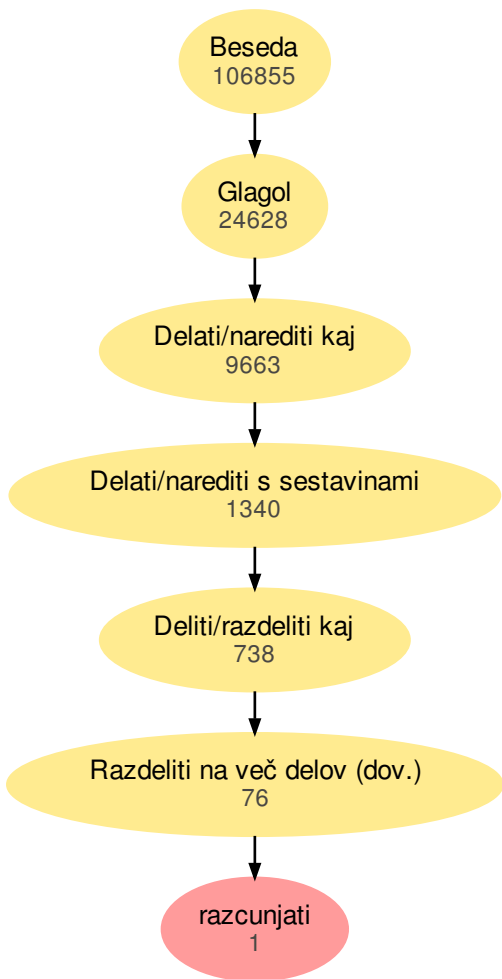 Beseda
106855
Glagol
24628
Delati/narediti kaj
9663
Delati/narediti s sestavinami
1340
Deliti/razdeliti kaj
738
Razdeliti na več delov (dov.)
76
razcunjati
1